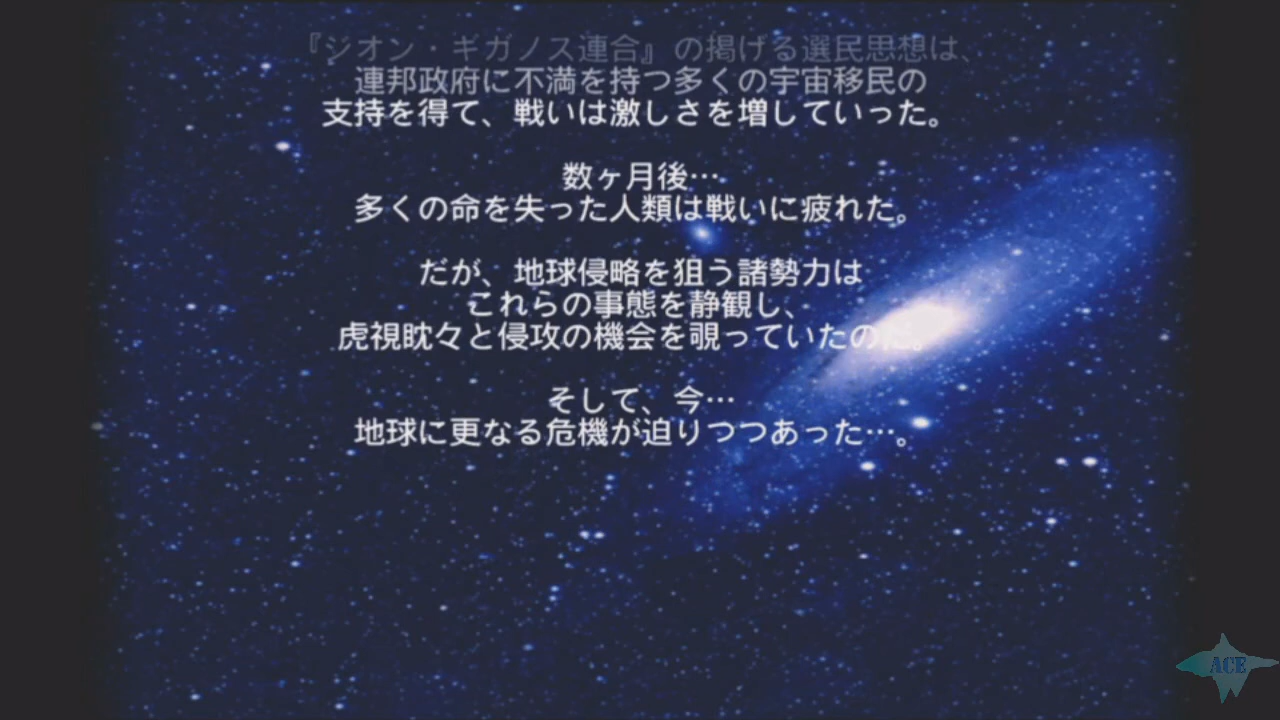 『ジオン・ギガノス連合』の掲げる選民思想は、
連邦政府に不満を持つ多くの宇宙移民の
支持を得て、戦いは激しさを増していった。
数ヶ月後…
多くの命を失った人類は戦いに疲れた。
だが、地球侵略を狙う諸勢力は
これらの事態を静観し、
虎視眈々と侵攻の機会を覗っていたのだ。
そして、今…
地球に更なる危機が迫りつつあった…。
ACE